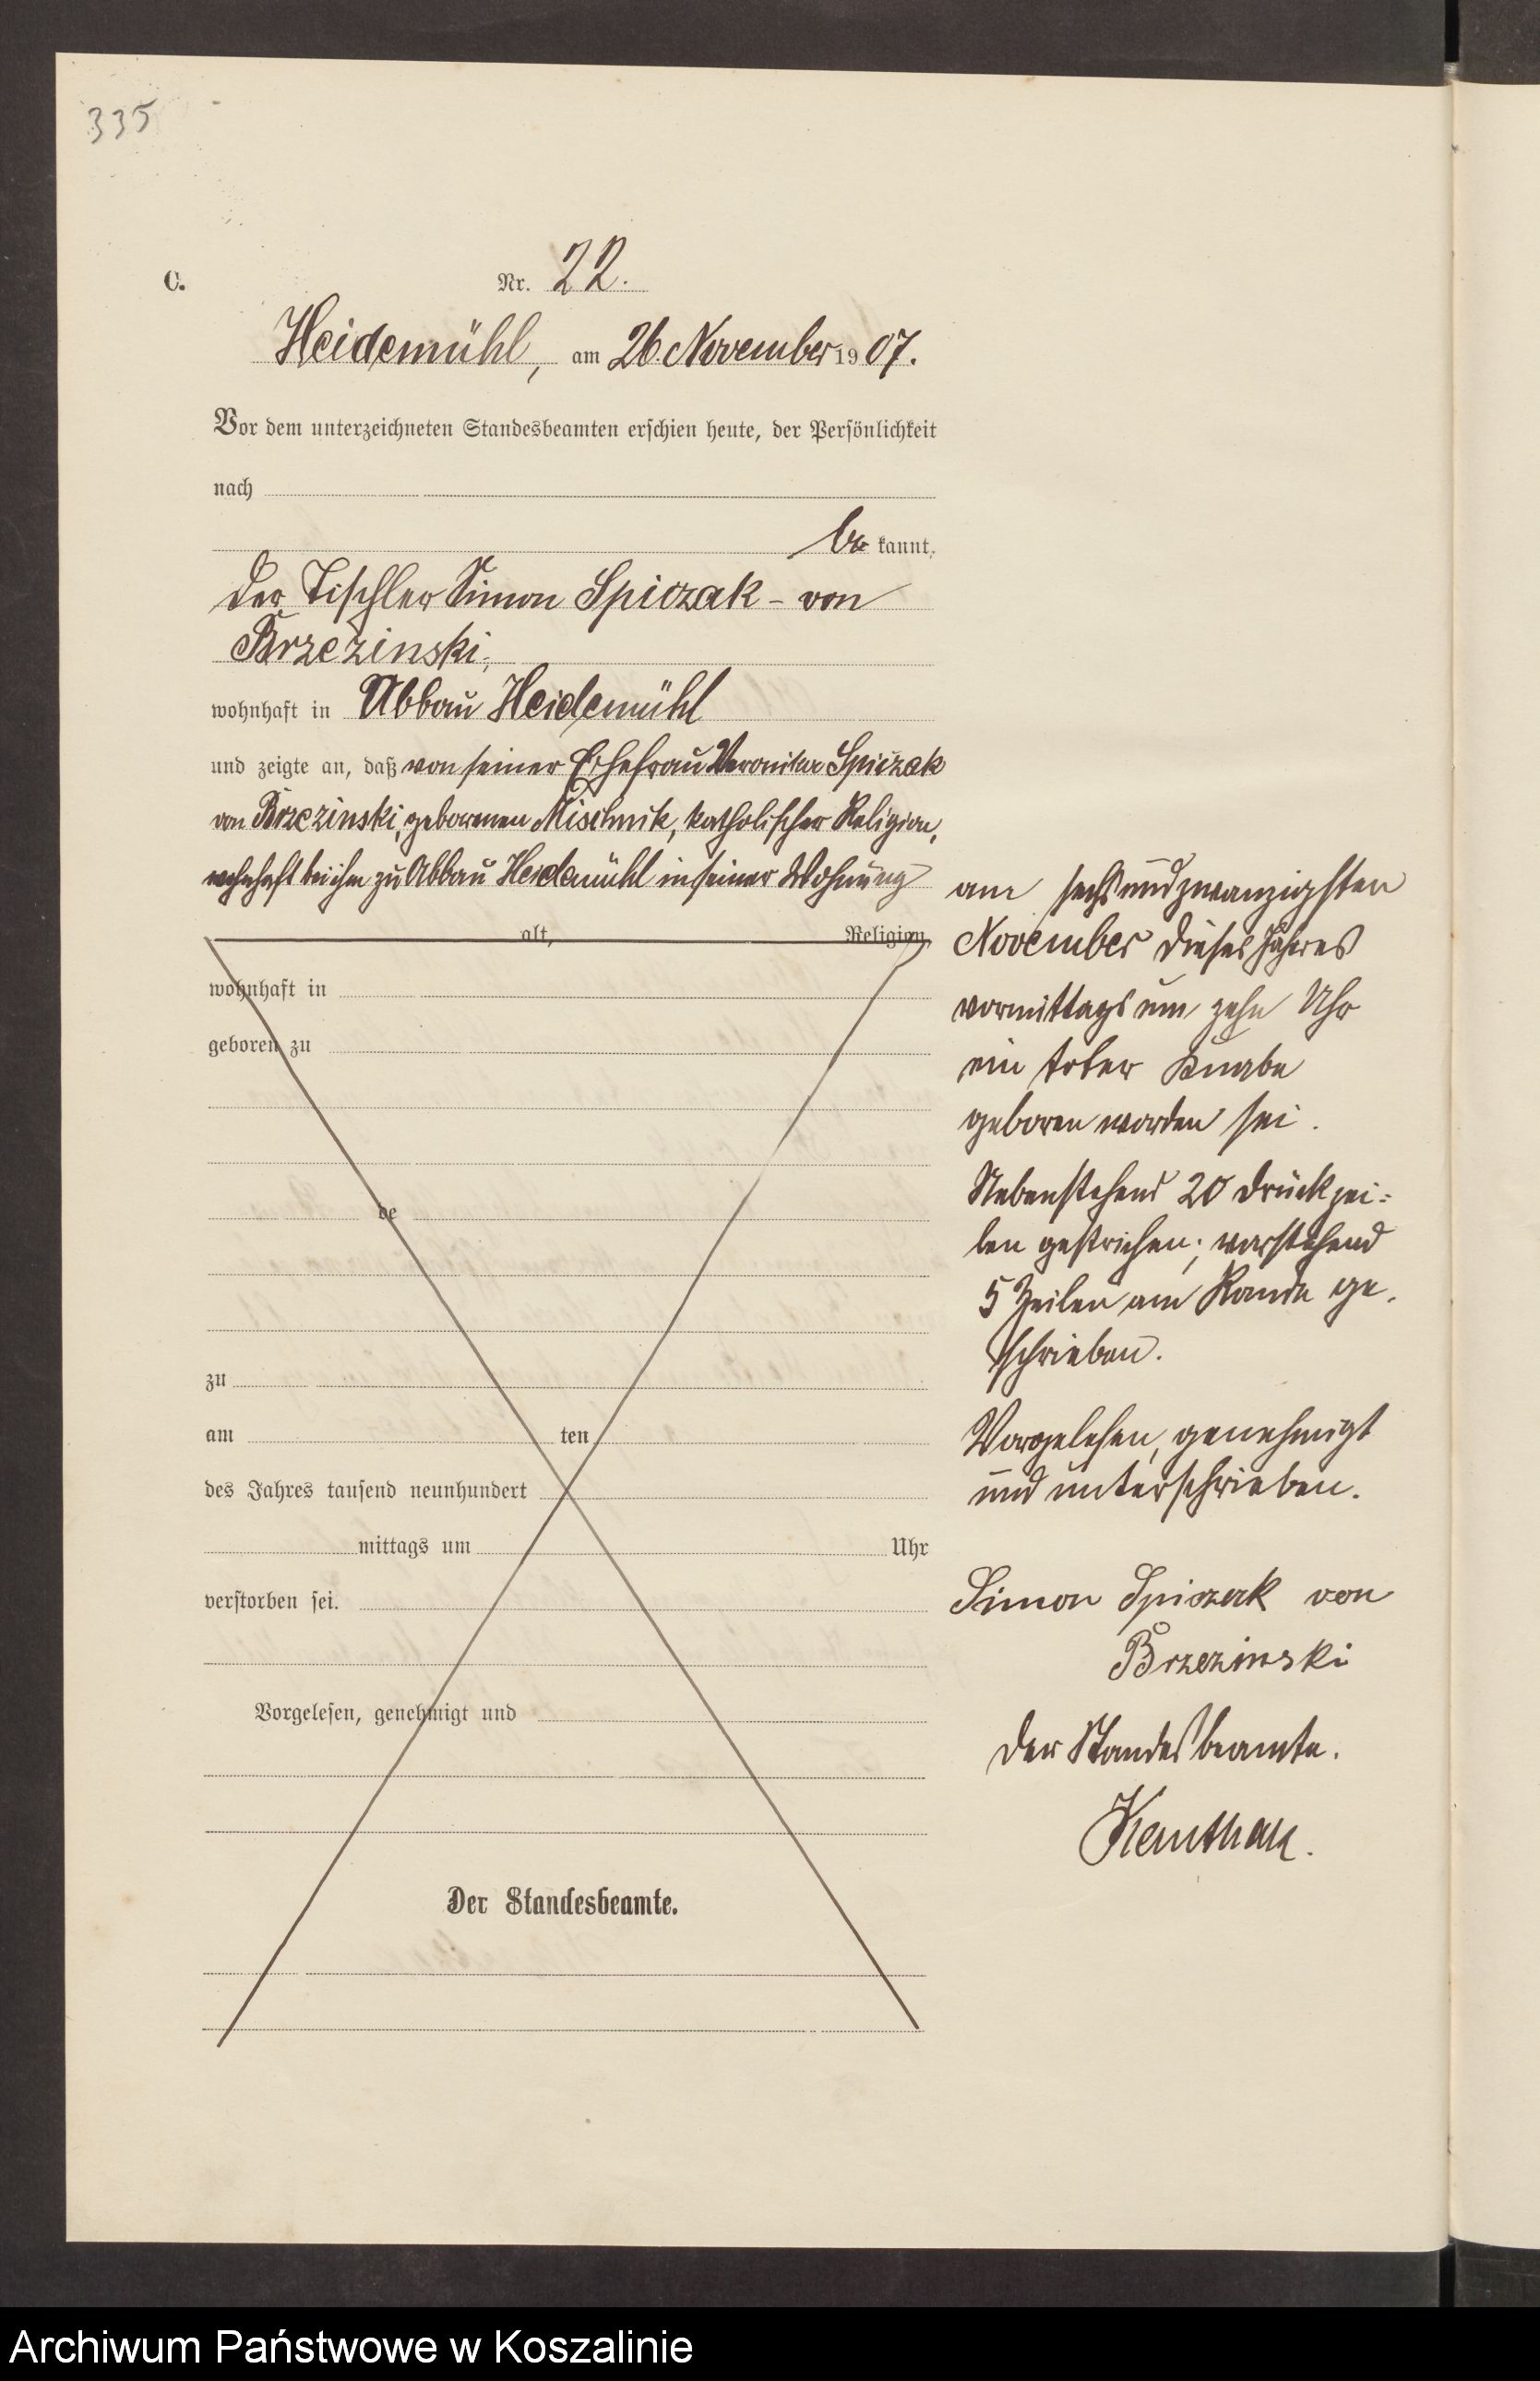 335
C.
Nr. 22.
Heidemühl, am 26. November 1907.
Vor dem unterzeichneten Standesbeamten erschien heute, der Persönlichkeit
nach
be kannt,
der Tischler Simon Spiczak - von
Brzezinski,
wohnhaft in Abbau Heidemühl
und zeigte an, daß von seiner Ehefrau Veronika Spiczak
von Brzezinski, geborenen Mischnik, katholischer Religion,
wohnhaft bei ihm zu Abbau Heidemühl in seiner Wohnung
alt, Religion,
wohnhaft in
geboren zu
de
zu
am ten
des Jahres tausend neunhundert
mittags um Uhr
verstorben sei.
Vorgelesen, genehmigt und
Der Standesbeamte.
am sechsundzwanzigsten
November dieses Jahres
vormittags um zehn Uhr
ein toter Knabe
geboren worden sei.
Nebenstehend 20 Druckzei-
len gestrichen; vorstehend
5 Zeilen am Rande ge-
schrieben.
Vorgelesen, genehmigt
und unterschrieben.
Simon Spiczak von
Brzezinski
Der Standesbeamte.
Archiwum Państwowe w Koszalinie